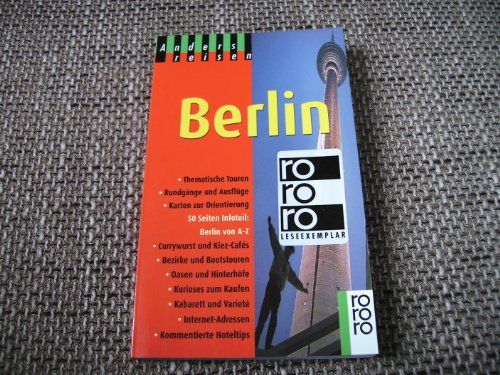 Anders
reisen
Berlin
• Thematische Touren
• Rundgänge und Ausflüge
• Karten zur Orientierung
50 Seiten Infoteil:
Berlin von A-Z
• Currywurst und Kiez-Cafés
• Bezirke und Bootstouren
• Oasen und Hinterhöfe
• Kurioses zum Kaufen
• Kabarett und Varieté
• Internet-Adressen
• Kommentierte Hoteltips
ro
ro
ro
LESEEXEMPLAR
ro
ro
ro